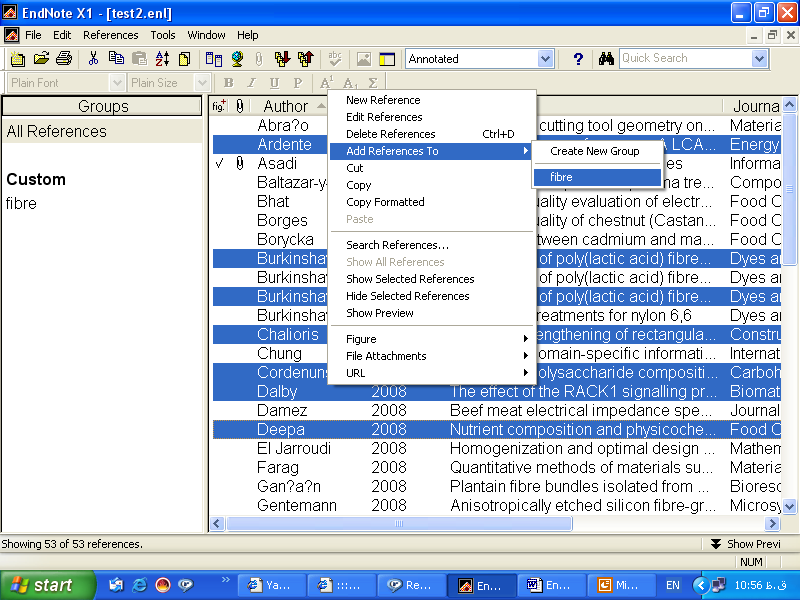 EndNote X1 - [test2.enl]
File Edit References Tools Window Help
Annotated
Quick Search
Plain Font Plain Size B I U P A¹ A₁ Σ
Groups
All References
Custom
fibre
fig Author Journa
Abra?o cutting tool geometry on... Materia
Ardente LCA... Energy
Asadi es Informa
Baltazar-y na tre... Compo
Bhat ality evaluation of electr... Food C
Borges ality of chestnut (Castan... Food C
Borycka tween cadmium and ma... Food C
Burkinsha of poly(lactic acid) fibre... Dyes a
Burkinsha of poly(lactic acid) fibre... Dyes a
Burkinsha of poly(lactic acid) fibre... Dyes a
Burkinsha reatments for nylon 6,6 Dyes a
Chalioris engthening of rectangula... Constru
Chung omain-specific informati... Internat
Cordenuns olysaccharide compositi... Carboh
Dalby 2008 The effect of the RACK1 signalling pr... Biomat
Damez 2008 Beef meat electrical impedance spe... Journal
Deepa 2008 Nutrient composition and physicoche... Food C
El Jarroudi 2008 Homogenization and optimal design ... Mathem
Farag 2008 Quantitative methods of materials su... Materia
Gan?a?n 2008 Plantain fibre bundles isolated from ... Bioreso
Gentemann 2008 Anisotropically etched silicon fibre-gr... Microsy
New Reference
Edit References
Delete References Ctrl+D
Add References To
Cut
Copy
Copy Formatted
Paste
Search References...
Show All References
Show Selected References
Hide Selected References
Show Preview
Figure
File Attachments
URL
Create New Group
fibre
Showing 53 of 53 references.
Show Previ
NUM
start
Ya...
:::...
Re...
En...
En...
Mi...
EN
10:56 ق.ظ